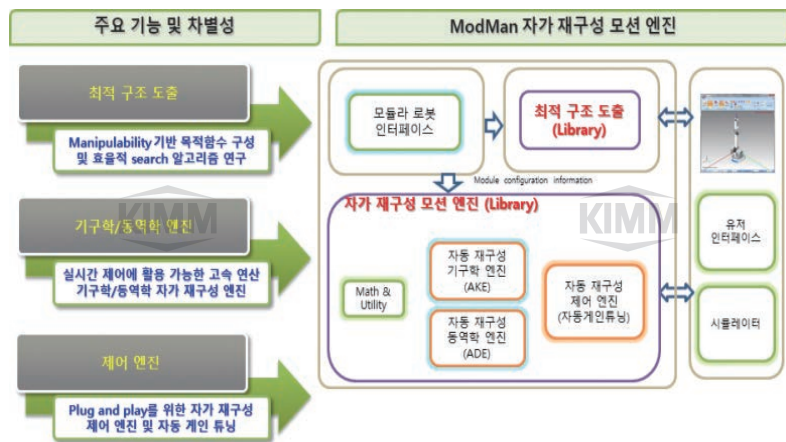 주요 기능 및 차별성
ModMan 자가 재구성 모션 엔진
최적 구조 도출
Manipulability 기반 목적함수 구성
및 효율적 search 알고리즘 연구
기구학/동역학 엔진
실시간 제어에 활용 가능한 고속 연산
기구학/동역학 자가 재구성 엔진
제어 엔진
Plug and play를 위한 자가 재구성
제어 엔진 및 자동 게인 튜닝
모듈라 로봇
인터페이스
최적 구조 도출
(Library)
Module configuration information
자가 재구성 모션 엔진 (Library)
Math &
Utility
자동 재구성
기구학 엔진
(AKE)
자동 재구성
동역학 엔진
(ADE)
자동 재구성
제어 엔진
(자동게인튜닝)
유저
인터페이스
시뮬레이터
KIMM
KIMM